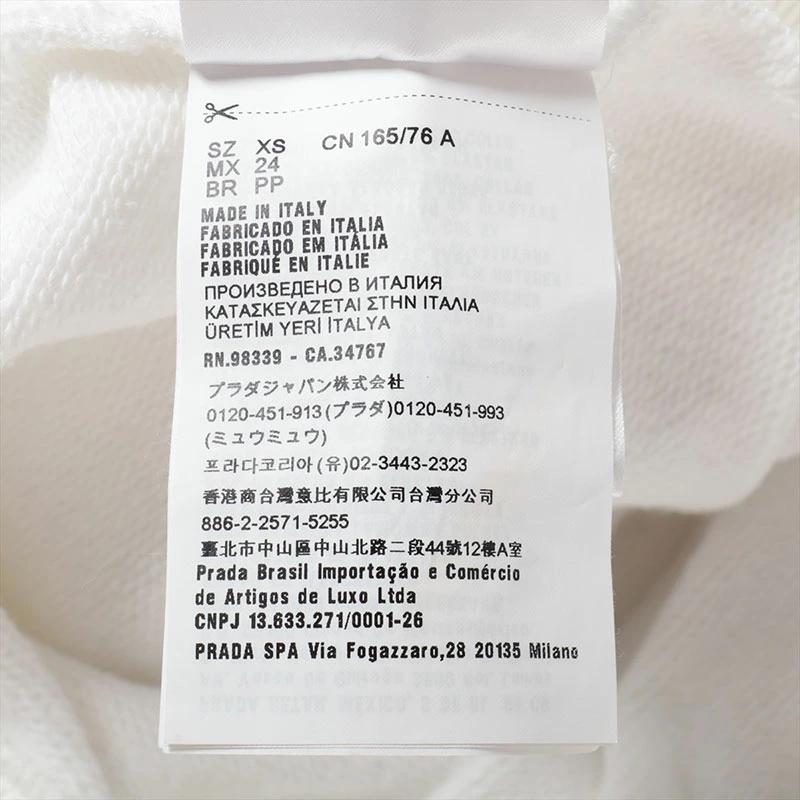 SZ XS CN 165/76 A
MX 24
BR PP
MADE IN ITALY
FABRICADO EN ITALIA
FABRICADO EM ITÁLIA
FABRIQUÉ EN ITALIE
ПРОИЗВЕДЕНО В ИТАЛИЯ
ΚΑΤΑΣΚΕΥΑΖΕΤΑΙ ΣΤΗΝ ΙΤΑΛΙΑ
ÜRETİM YERİ İTALYA
RN.98339 - CA.34767
プラダジャパン株式会社
0120-451-913(プラダ)0120-451-993
(ミュウミュウ)
프라다코리아(유)02-3443-2323
香港商台灣意比有限公司台灣分公司
886-2-2571-5255
臺北市中山區中山北路二段44號12樓A室
Prada Brasil Importação e Comércio
de Artigos de Luxo Ltda
CNPJ 13.633.271/0001-26
PRADA SPA Via Fogazzaro,28 20135 Milano